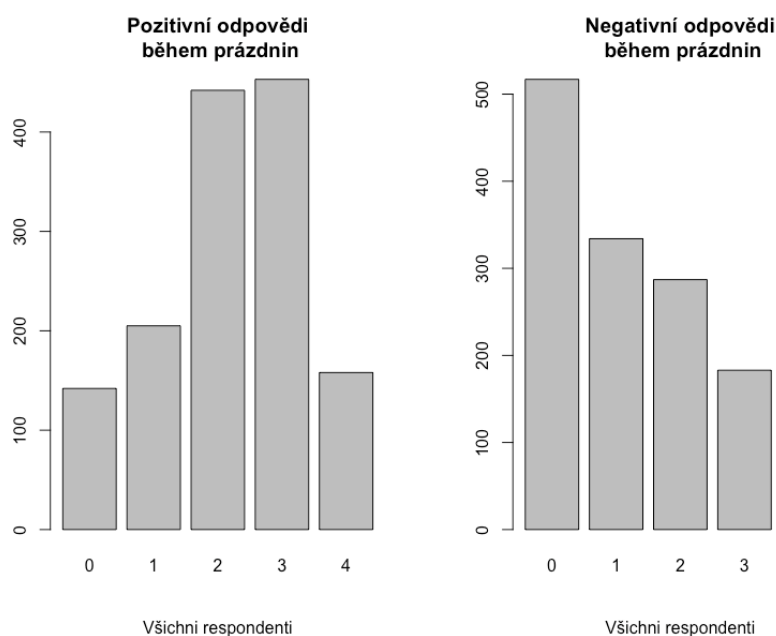 Pozitivní odpovědi
během prázdnin
400
300
200
100
0
0 1 2 3 4
Všichni respondenti
Negativní odpovědi
během prázdnin
500
400
300
200
100
0
0 1 2 3
Všichni respondenti